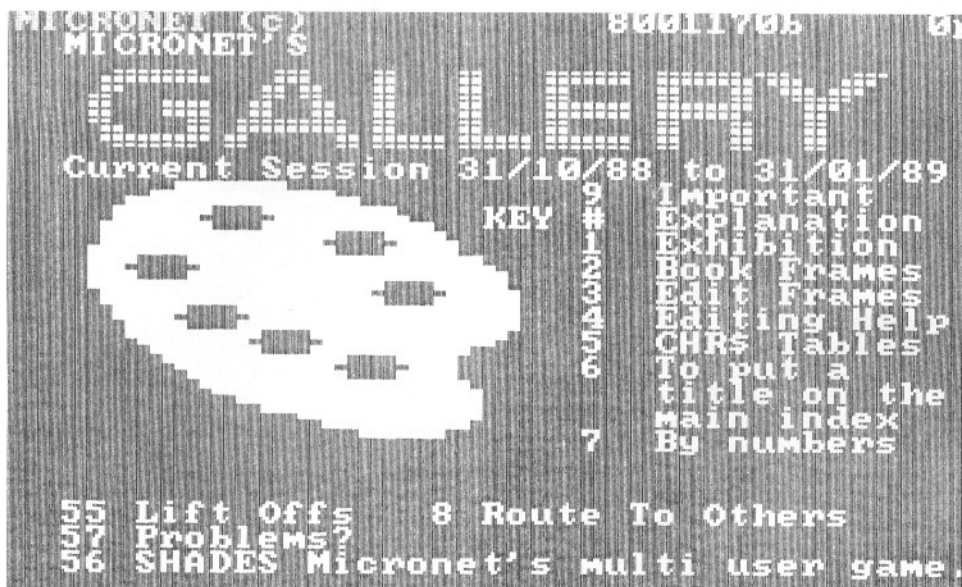 MICRONET (c) 8001170b 0p
MICRONET'S
GALLERY
Current Session 31/10/88 to 31/01/89
9 Important
KEY # Explanation
1 Exhibition
2 Book Frames
3 Edit Frames
4 Editing Help
5 CHR$ Tables
6 To put a
title on the
main index
7 By numbers
55 Lift Offs 8 Route To Others
57 Problems?
56 SHADES Micronet's multi user game.